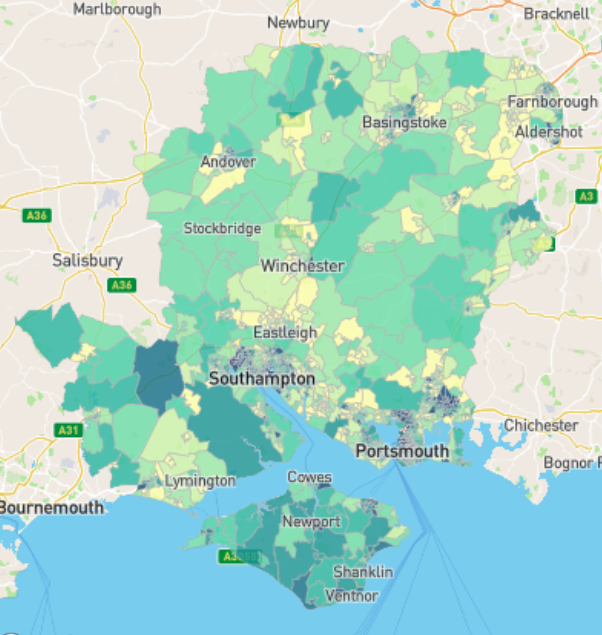 Marlborough
Newbury
Bracknell
Farnborough
Basingstoke
Aldershot
Andover
A3
A36
Stockbridge
Salisbury
Winchester
A36
Eastleigh
Southampton
Chichester
A31
Portsmouth
Bognor R
Lymington
Cowes
Bournemouth
Newport
Shanklin
Ventnor